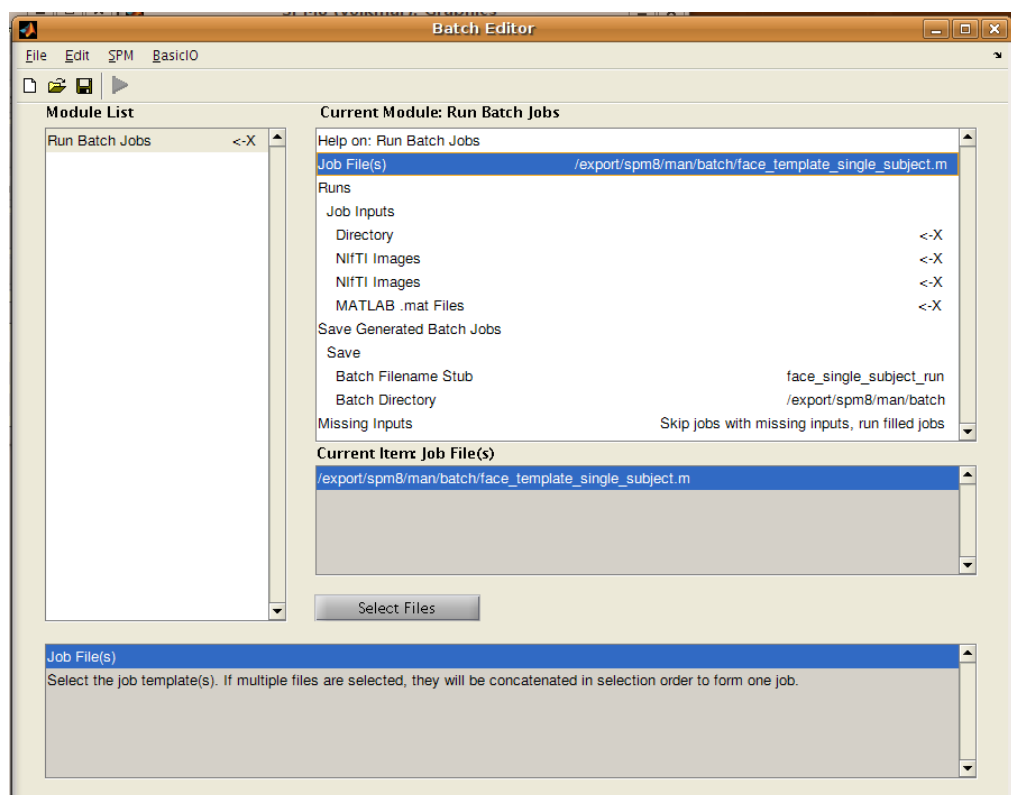 Batch Editor
File Edit SPM BasicIO
Module List
Run Batch Jobs <-X
Current Module: Run Batch Jobs
Help on: Run Batch Jobs
Job File(s) /export/spm8/man/batch/face_template_single_subject.m
Runs
Job Inputs
Directory <-X
NIfTI Images <-X
NIfTI Images <-X
MATLAB .mat Files <-X
Save Generated Batch Jobs
Save
Batch Filename Stub face_single_subject_run
Batch Directory /export/spm8/man/batch
Missing Inputs Skip jobs with missing inputs, run filled jobs
Current Item: Job File(s)
/export/spm8/man/batch/face_template_single_subject.m
Select Files
Job File(s)
Select the job template(s). If multiple files are selected, they will be concatenated in selection order to form one job.